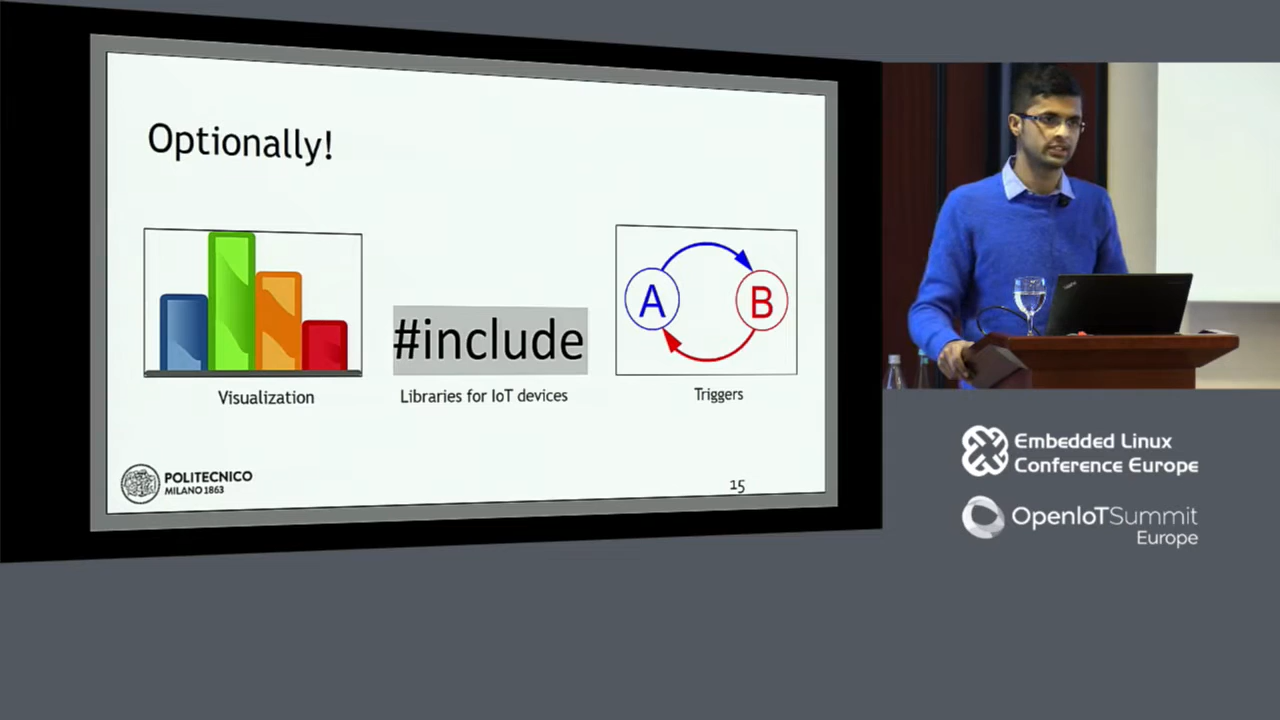 Optionally!
A
B
#include
Visualization
Libraries for IoT devices
Triggers
POLITECNICO
MILANO 1863
15
Embedded Linux
Conference Europe
OpenIoTSummit
Europe